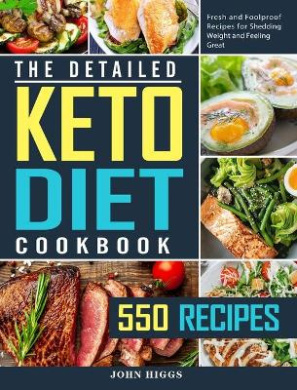 Fresh and Foolproof
Recipes for Shedding
Weight and Feeling
Great
THE DETAILED
KETO
DIET
COOKBOOK
550 RECIPES
JOHN HIGGS